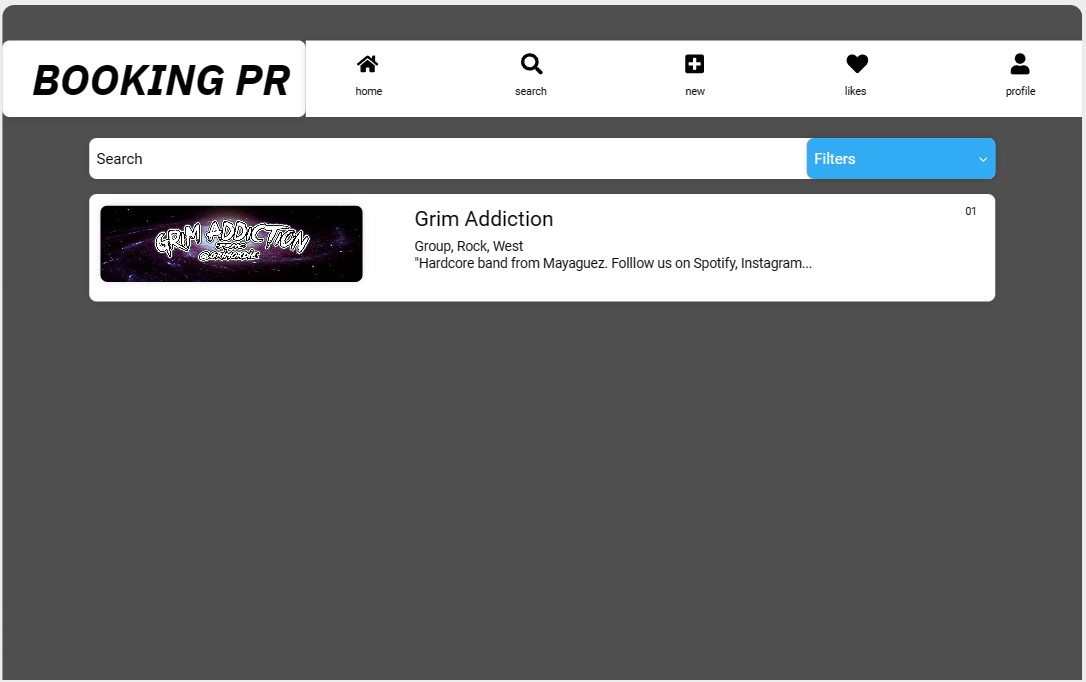 BOOKING PR
home
search
new
likes
profile
Search
Filters
GRIM ADDICTION
Grim Addiction
01
Group, Rock, West
"Hardcore band from Mayaguez. Folllow us on Spotify, Instagram...